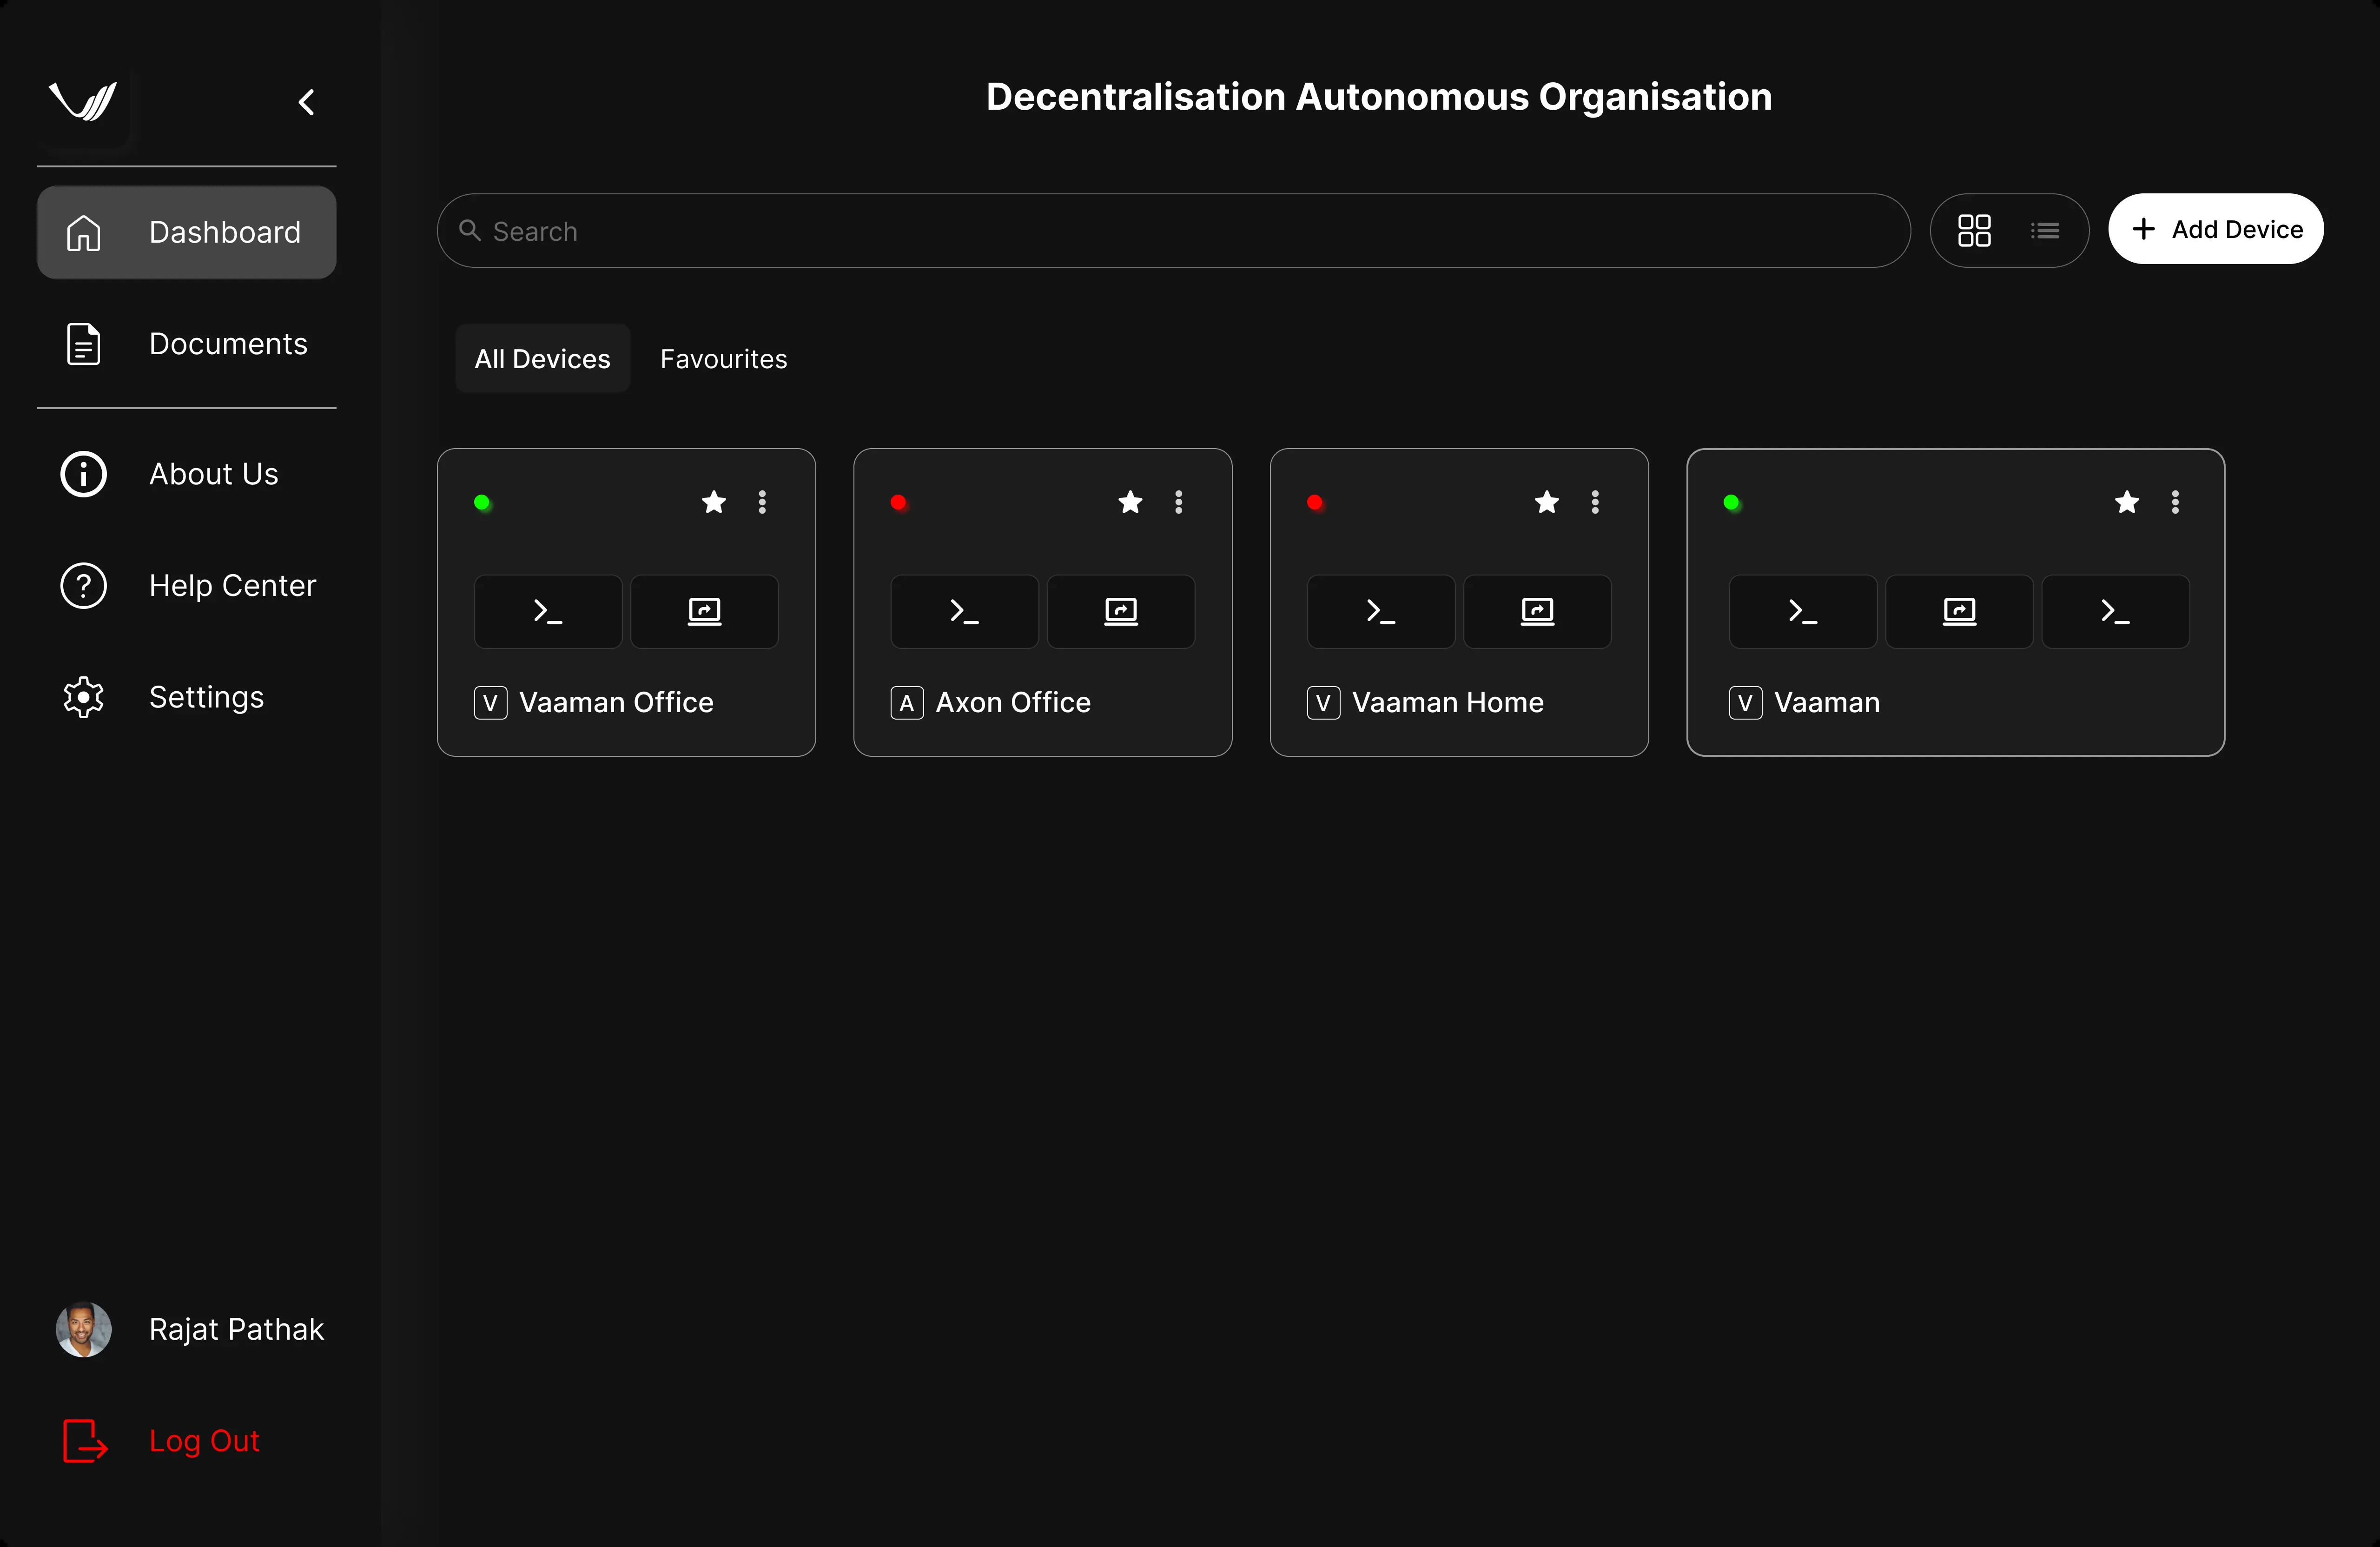 Decentralisation Autonomous Organisation
Dashboard
Documents
About Us
Help Center
Settings
Rajat Pathak
Log Out
Search
Add Device
All Devices
Favourites
V Vaaman Office
A Axon Office
V Vaaman Home
V Vaaman